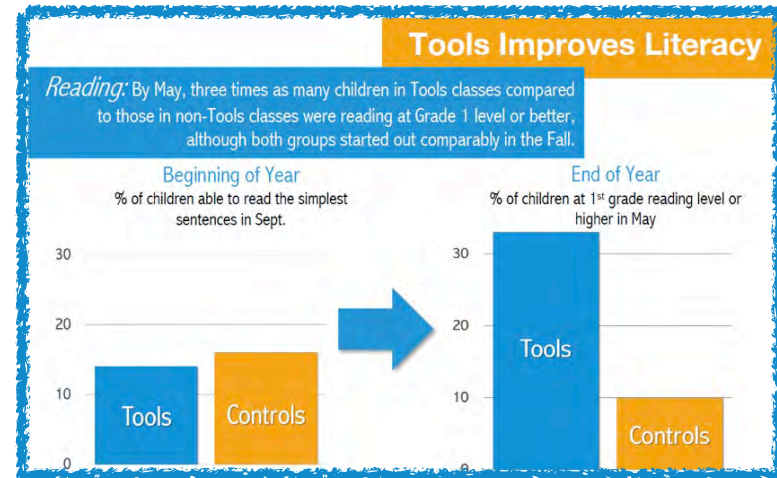 Tools Improves Literacy
Reading: By May, three times as many children in Tools classes compared
to those in non-Tools classes were reading at Grade 1 level or better,
although both groups started out comparably in the Fall.
Beginning of Year
% of children able to read the simplest
sentences in Sept.
30
20
10
0
Tools
Controls
End of Year
% of children at 1st grade reading level or
higher in May
30
20
10
0
Tools
Controls